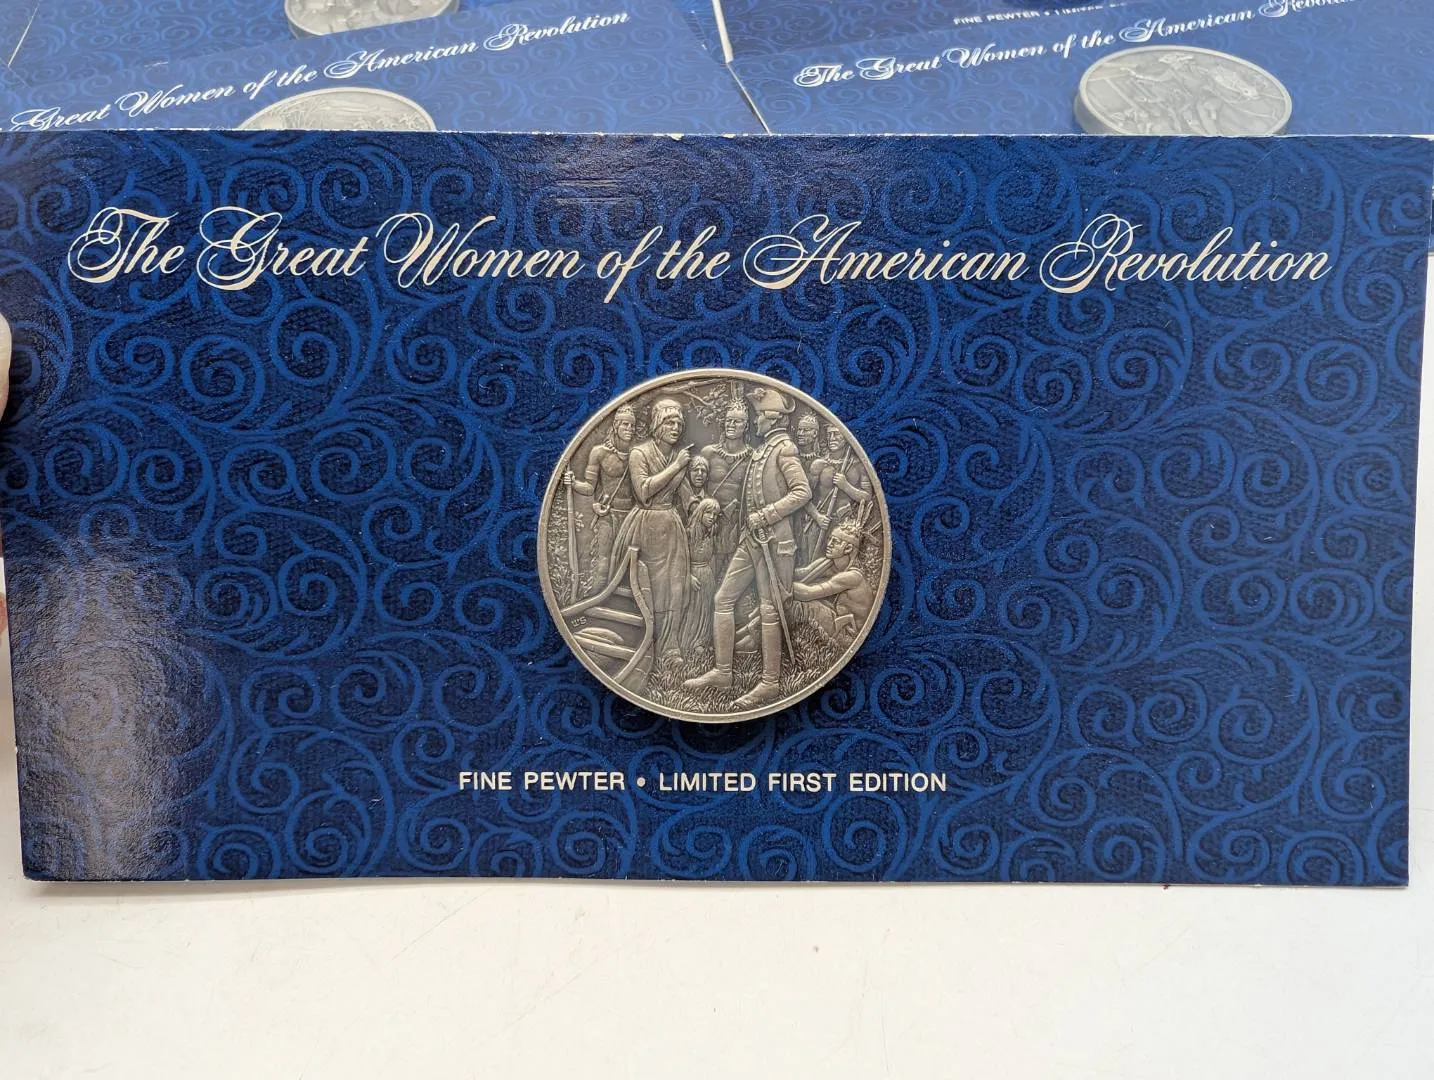 Great Women of the American Revolution
FINE PEWTER • LIMITED
The Great Women of the American Revolution
The Great Women of the American Revolution
TS
FINE PEWTER • LIMITED FIRST EDITION